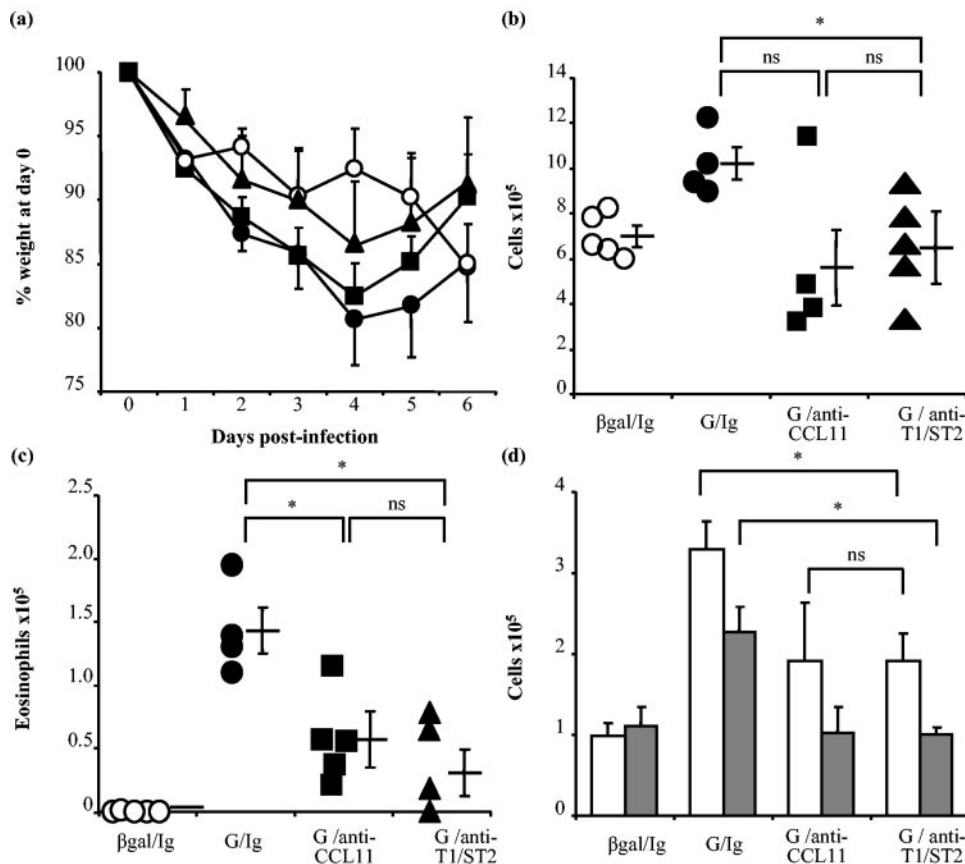 (a)
% weight at day 0
100
95
90
85
80
75
0 1 2 3 4 5 6
Days post-infection
(b)
Cells x10⁵
14
12
10
8
6
4
2
0
*
ns ns
βgal/Ig G/Ig G /anti- G / anti-
CCL11 T1/ST2
(c)
Eosinophils x10⁵
2.5
2.0
1.5
1.0
0.5
0
*
* ns
βgal/Ig G/Ig G /anti- G / anti-
CCL11 T1/ST2
(d)
Cells x10⁵
4
3
2
1
0
*
*
ns
βgal/Ig G/Ig G /anti- G / anti-
CCL11 T1/ST2